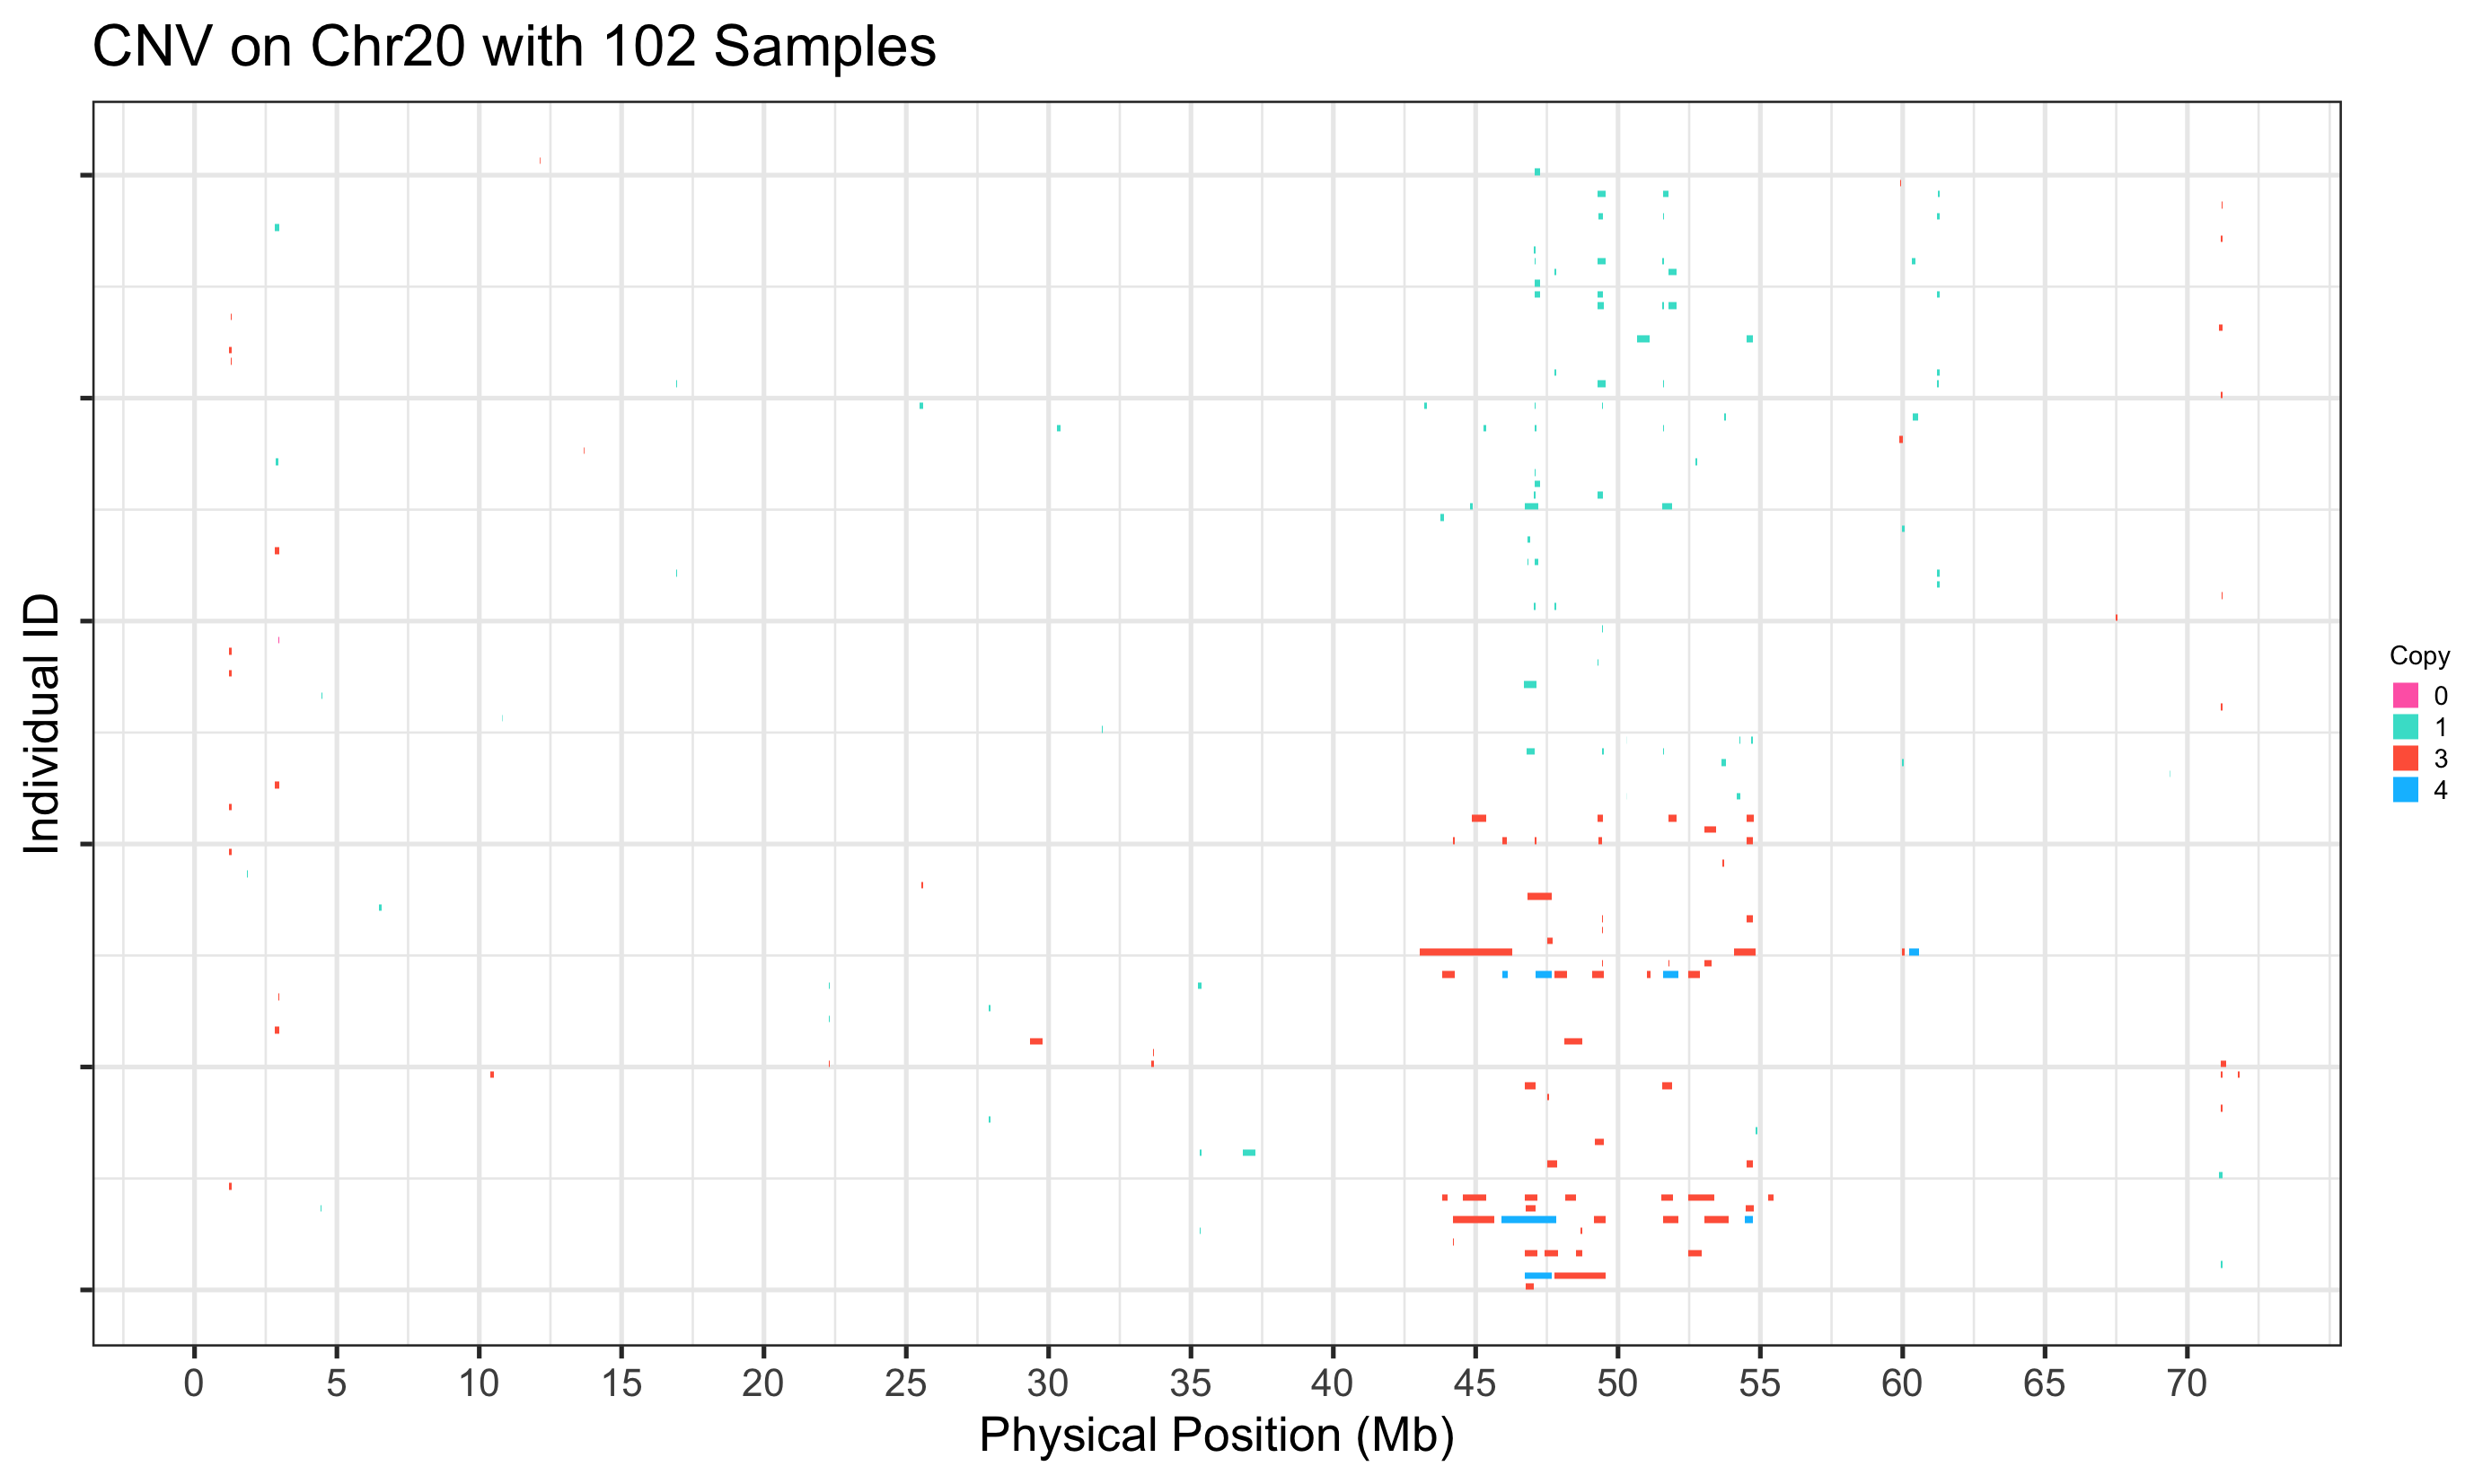 CNV on Chr20 with 102 Samples
Individual ID
Copy
0
1
3
4
0 5 10 15 20 25 30 35 40 45 50 55 60 65 70
Physical Position (Mb)